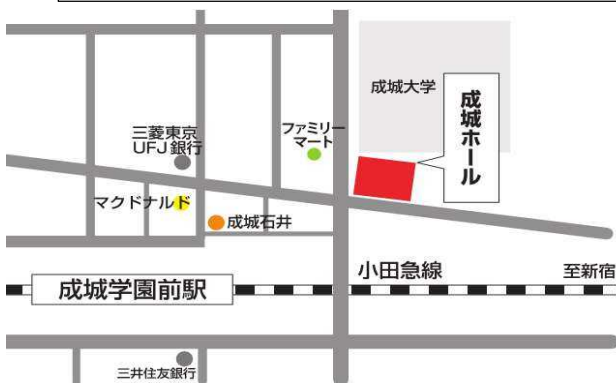 成城大学
成城ホール
ファミリー
マート
三菱東京
UFJ銀行
マクドナルド
成城石井
小田急線
至新宿
成城学園前駅
三井住友銀行